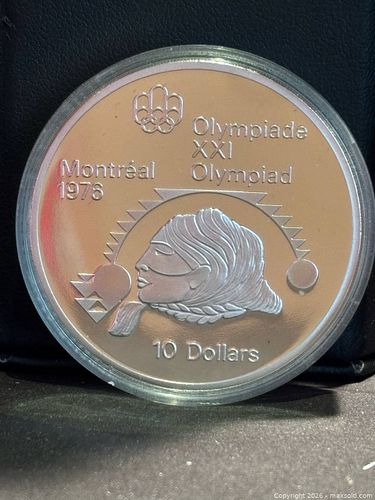 Olympiade
XXI
Olympiad
Montréal
1976
10 Dollars
Copyright 2026 - maxsold.com